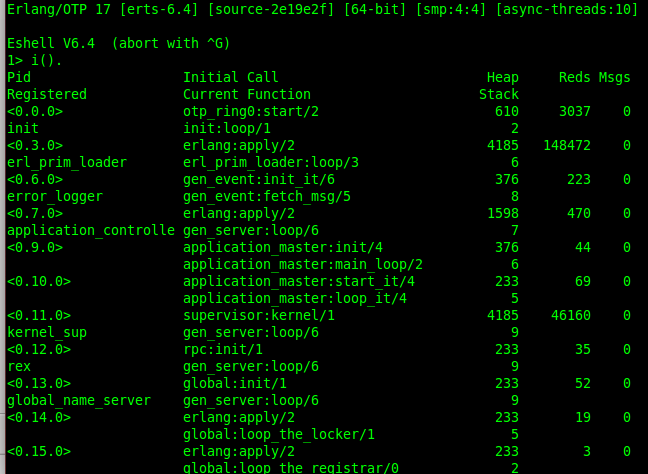 Erlang/OTP 17 [erts-6.4] [source-2e19e2f] [64-bit] [smp:4:4] [async-threads:10]
Eshell V6.4  (abort with ^G)
1> i().
Pid                   Initial Call                          Heap     Reds Msgs
Registered            Current Function                     Stack
<0.0.0>               otp_ring0:start/2                      610     3037    0
init                  init:loop/1                              2
<0.3.0>               erlang:apply/2                        4185   148472    0
erl_prim_loader       erl_prim_loader:loop/3                   6
<0.6.0>               gen_event:init_it/6                    376      223    0
error_logger          gen_event:fetch_msg/5                    8
<0.7.0>               erlang:apply/2                        1598      470    0
application_controlle gen_server:loop/6                        7
<0.9.0>               application_master:init/4              376       44    0
                      application_master:main_loop/2           6
<0.10.0>              application_master:start_it/4          233       69    0
                      application_master:loop_it/4             5
<0.11.0>              supervisor:kernel/1                   4185    46160    0
kernel_sup            gen_server:loop/6                        9
<0.12.0>              rpc:init/1                             233       35    0
rex                   gen_server:loop/6                        9
<0.13.0>              global:init/1                          233       52    0
global_name_server    gen_server:loop/6                        9
<0.14.0>              erlang:apply/2                         233       19    0
                      global:loop_the_locker/1                 5
<0.15.0>              erlang:apply/2                         233        3    0
                      global:loop_the_registrar/0              2